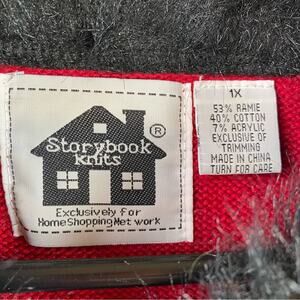 Storybook
knits
®
Exclusively for
HomeShoppingNetwork
1X
53% RAMIE
40% COTTON
7% ACRYLIC
EXCLUSIVE OF
TRIMMING
MADE IN CHINA
TURN FOR CARE